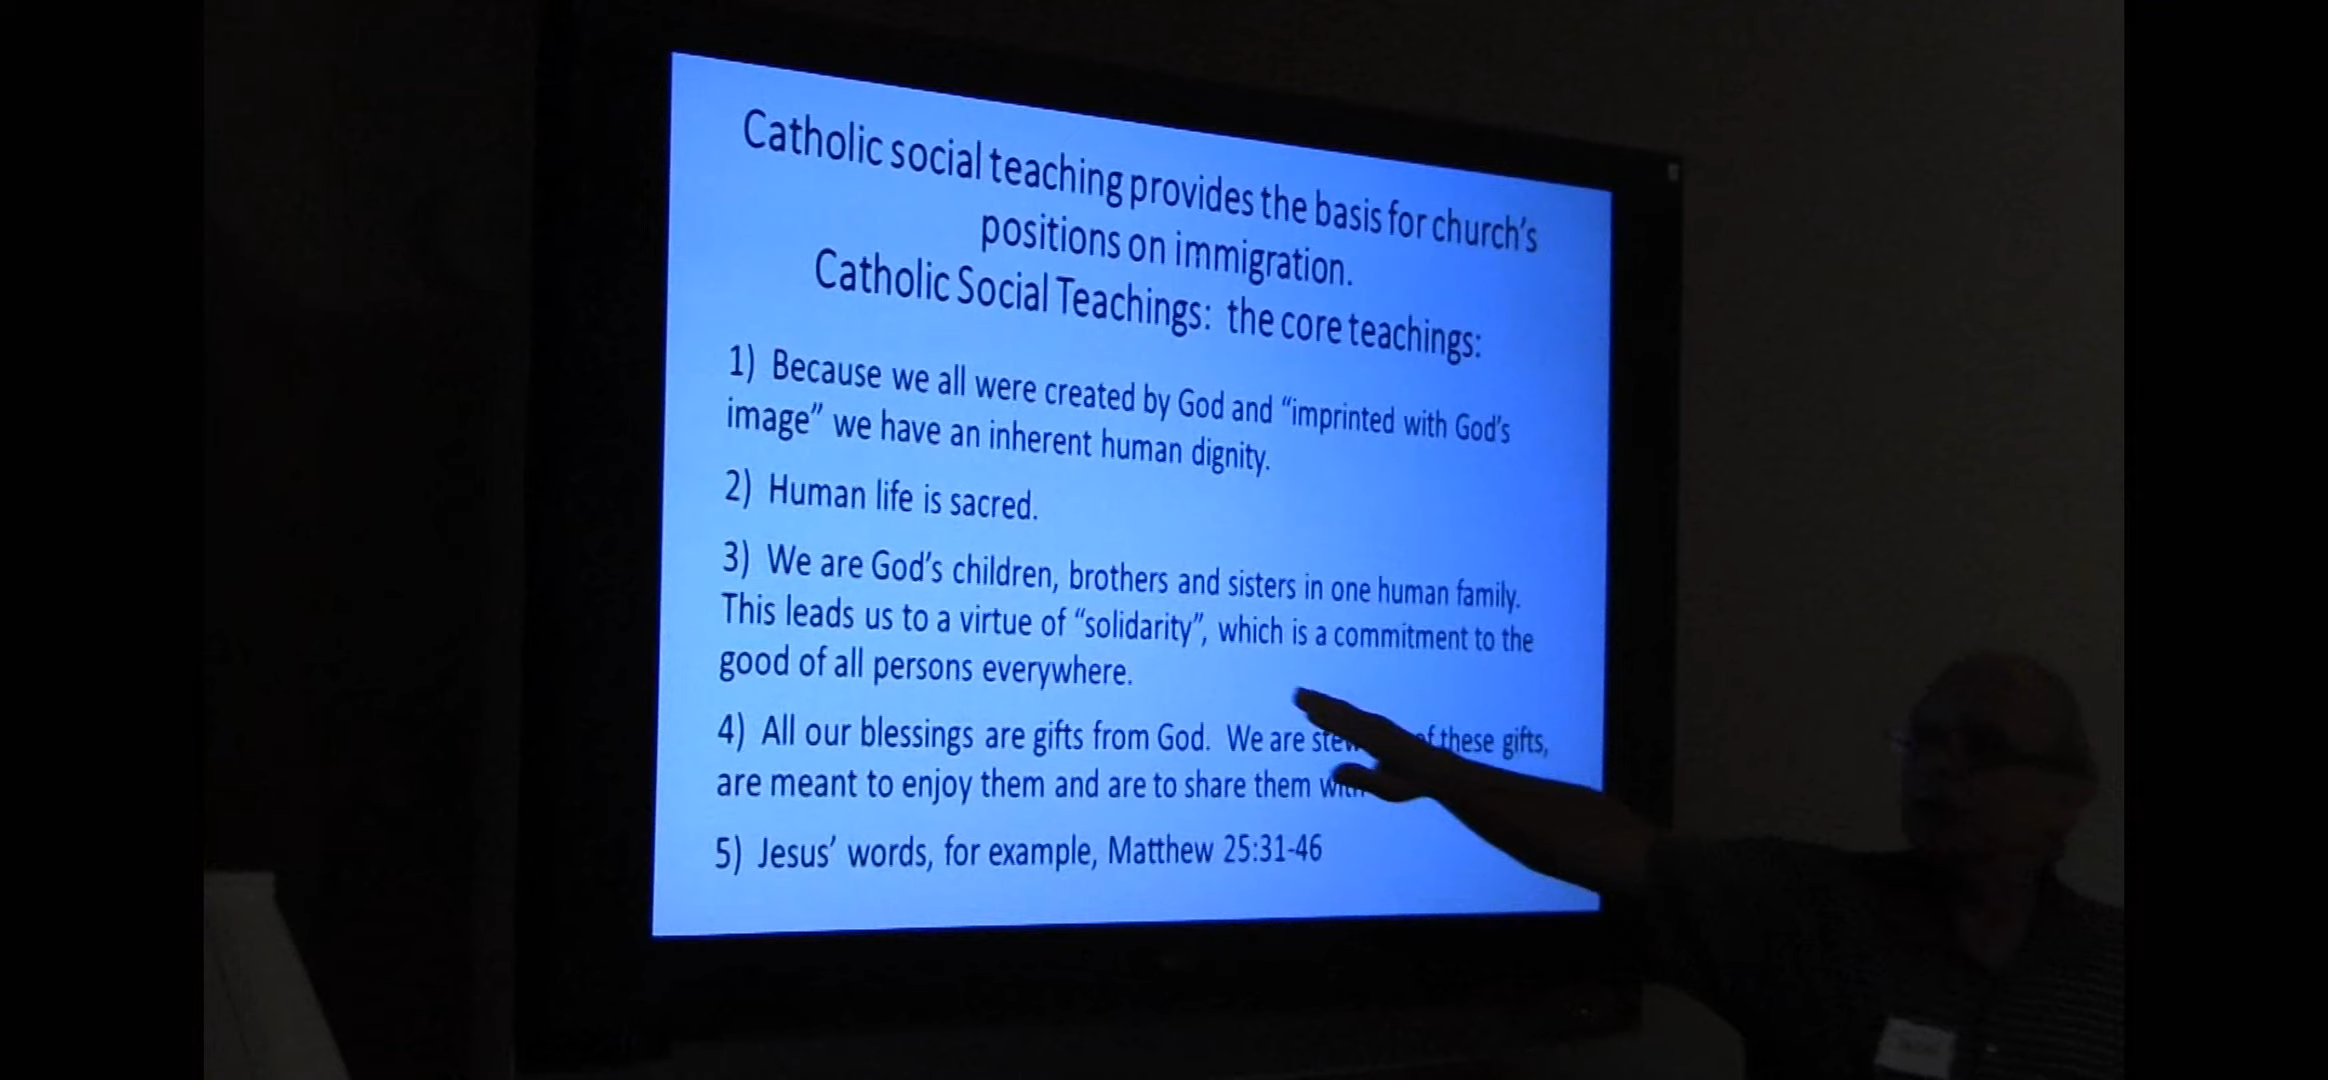 Catholic social teaching provides the basis for church's
positions on immigration.
Catholic Social Teachings:  the core teachings:
1)  Because we all were created by God and “imprinted with God's
image” we have an inherent human dignity.
2)  Human life is sacred.
3)  We are God's children, brothers and sisters in one human family.
This leads us to a virtue of “solidarity”, which is a commitment to the
good of all persons everywhere.
4)  All our blessings are gifts from God.  We are of these gifts,
are meant to enjoy them and are to share them with
5)  Jesus' words, for example, Matthew 25:31-46